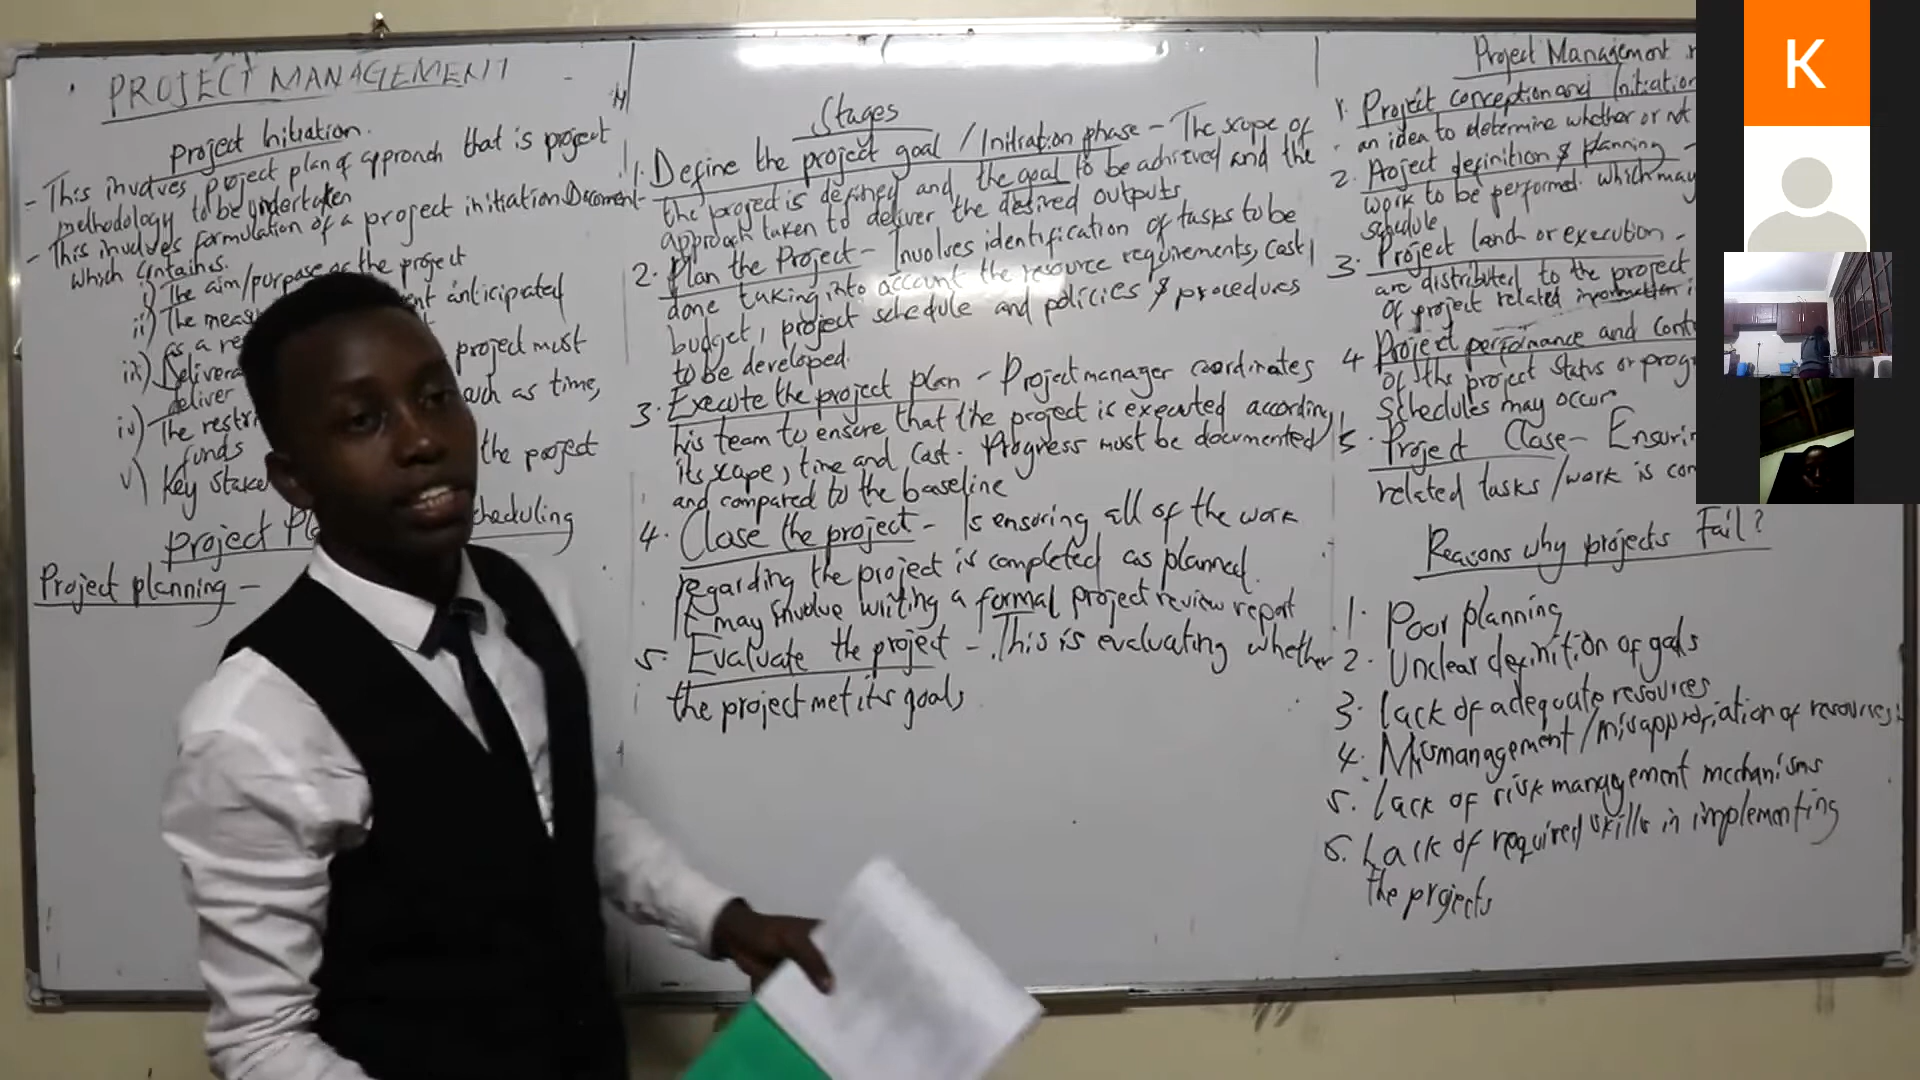 PROJECT MANAGEMENT
Project Initiation.
- This involves project plan of approach that is project
methodology to be undertaken
- This involves formulation of a project initiation Document
which contains.
i) The aim/purpose of the project
ii) The meas ent anticipated
as a re
iii) Delivera project must
deliver
iv) The restri such as time,
funds
v) Key stake the project
Project Pl cheduling
Project planning -
Stages
1. Define the project goal / Initiation phase - The scope of
the project is defined and the goal to be achieved and the
approach taken to deliver the desired outputs
2. Plan the Project - Involves identification of tasks to be
done taking into account the resource requirements, cost
budget, project schedule and policies & procedures
to be developed.
3. Execute the project plan - Project manager coordinates
his team to ensure that the project is executed according
its scope, time and cost. Progress must be documented
and compared to the baseline
4. Close the project - Is ensuring all of the work
regarding the project is completed as planned.
It may involve writing a formal project review report
5. Evaluate the project - This is evaluating whether
the project met its goals
Project Management
1. Project conception and Initiation
- an idea to determine whether or not
2. Project definition & planning -
work to be performed. which may
schedule
3. Project or execution -
are distributed to the project
of project related information i
4 Project performance and cont
of the project status or prog
schedules may occur
5. Project Close - Ensurin
related tasks/work is com
Reasons why projects Fail?
1. Poor planning
2. Unclear definition of goals
3. Lack of adequate resources
4. Mismanagement/misappropriation of resources
5. Lack of risk management mechanisms
6. Lack of required skills in implementing
the projects
K